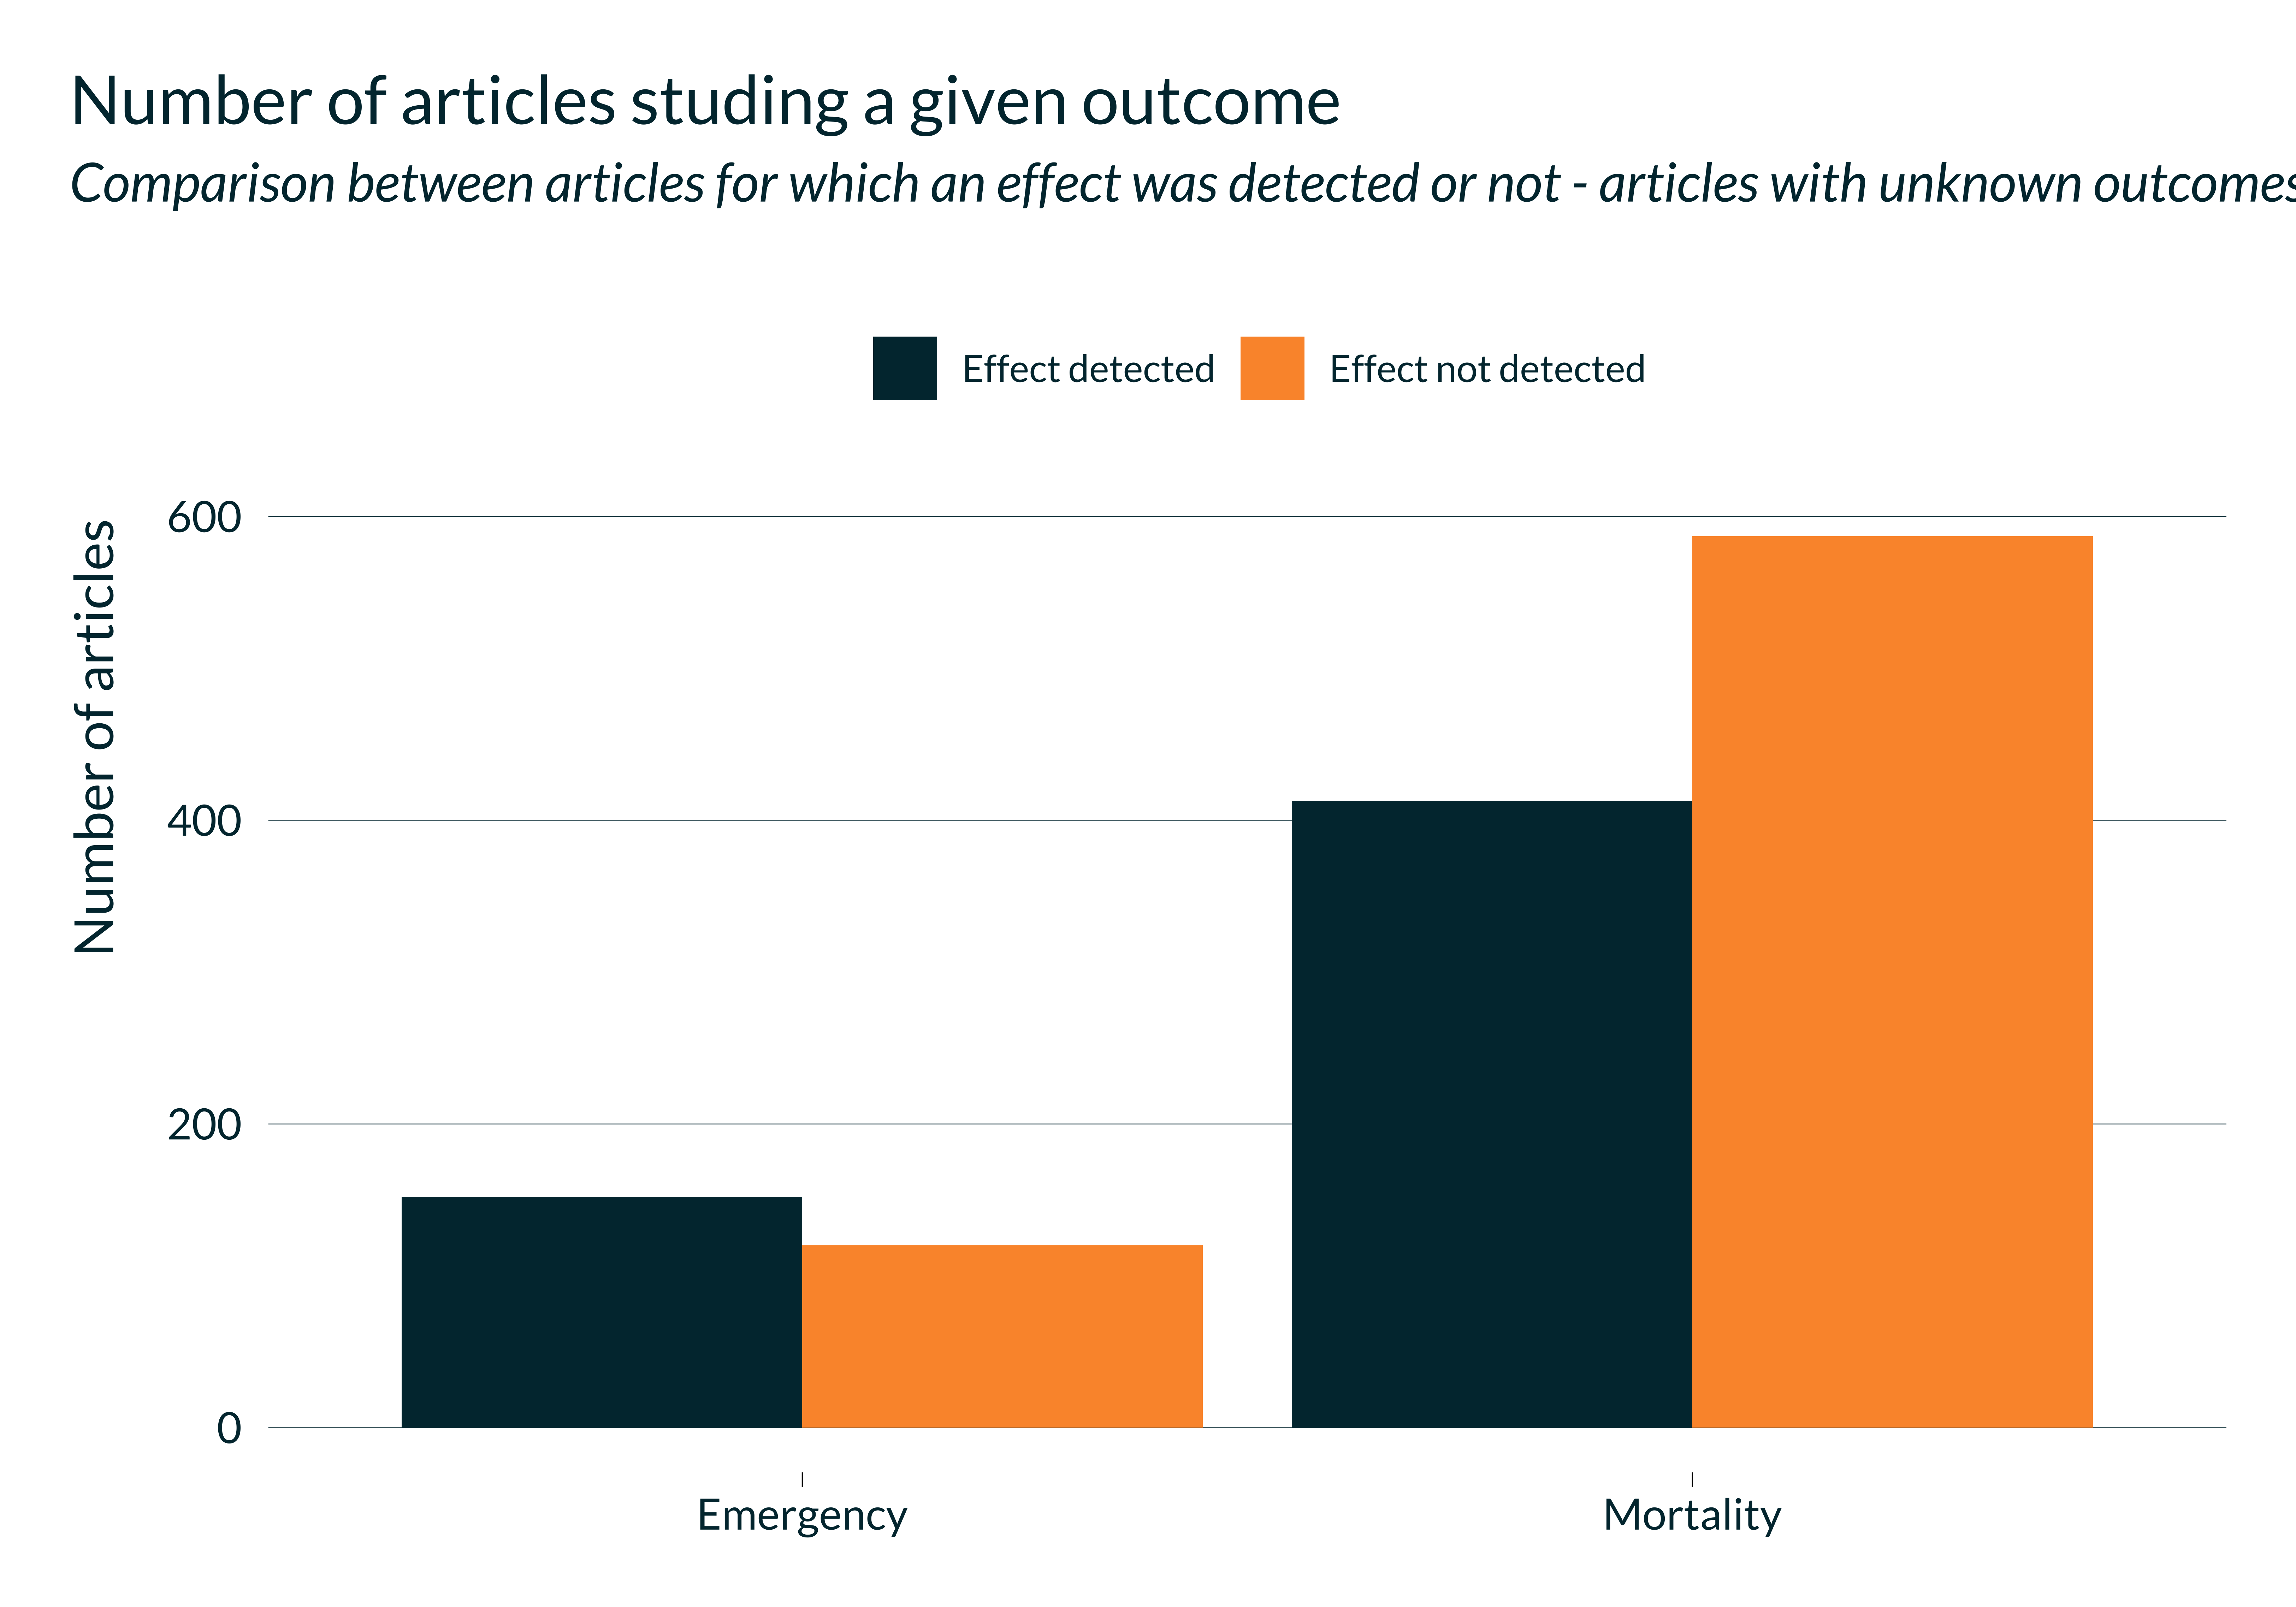 Number of articles studing a given outcome
Comparison between articles for which an effect was detected or not - articles with unknown outcomes
Effect detected
Effect not detected
Number of articles
600
400
200
0
Emergency
Mortality